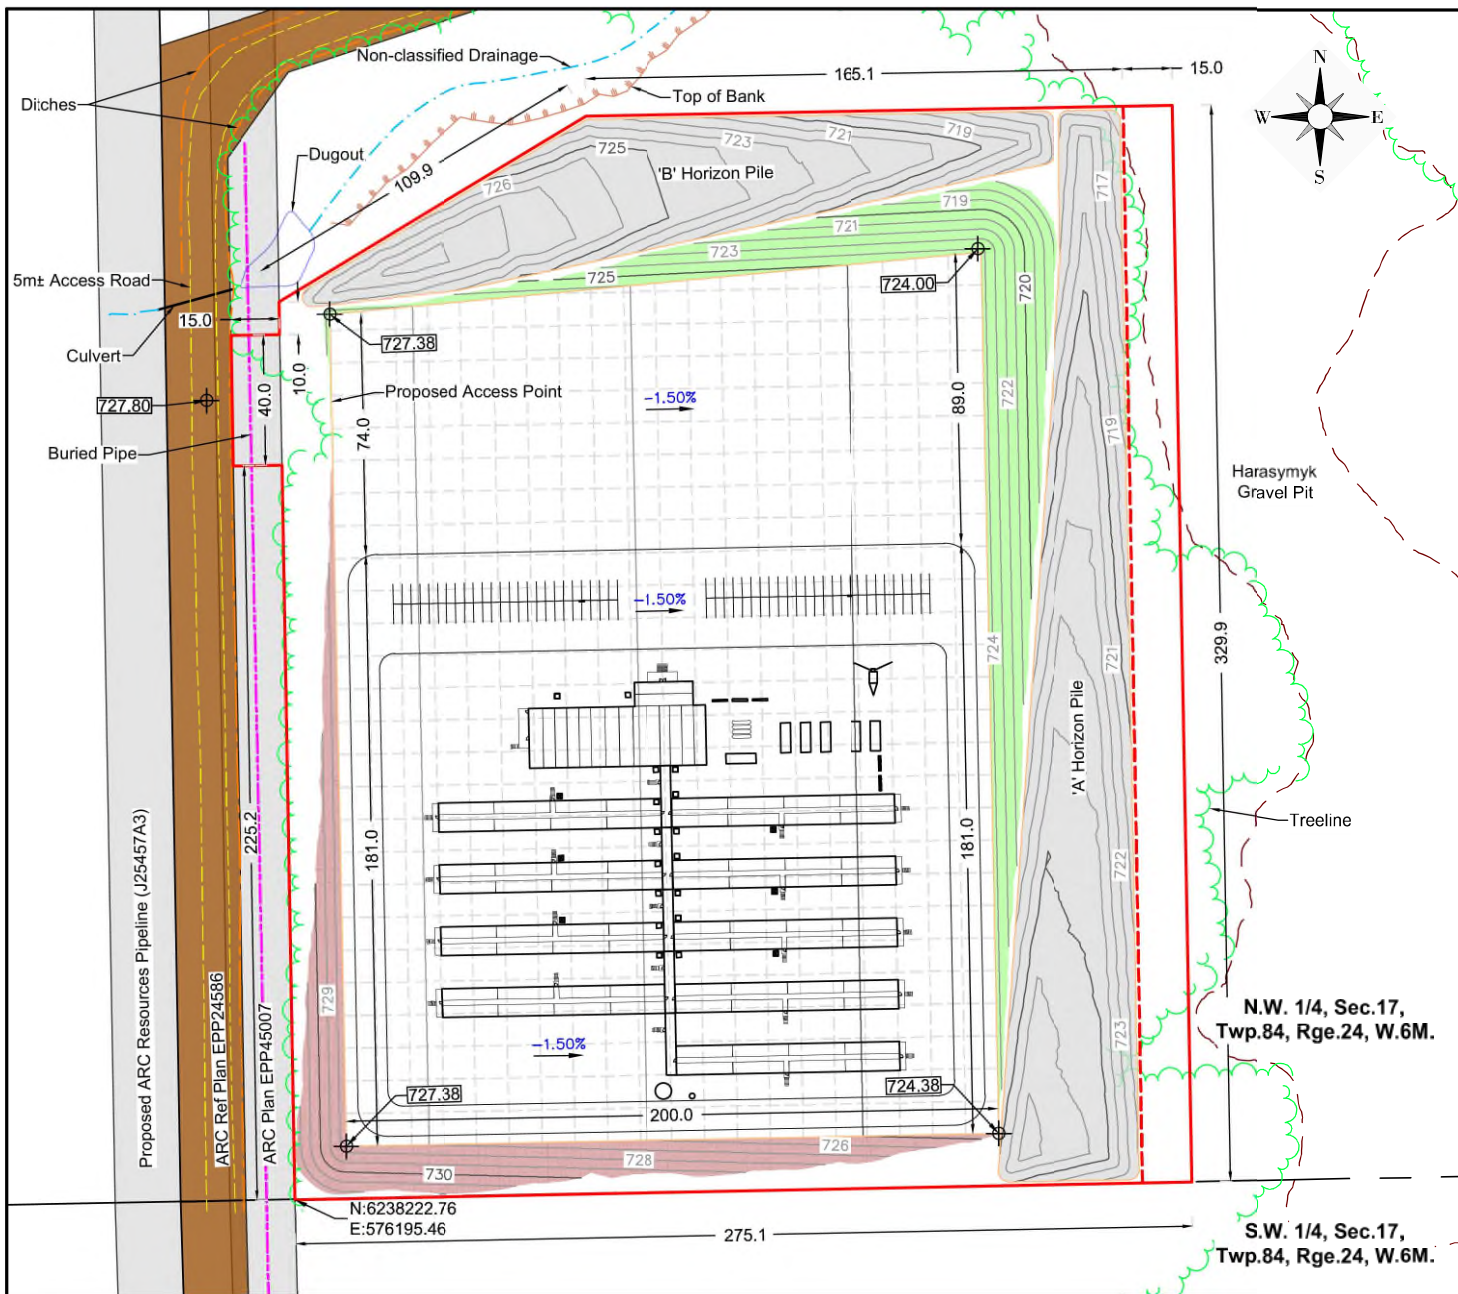 Non-classified Drainage
165.1
15.0
N
W
E
S
Ditches
Top of Bank
Dugout
109.9
725
723
721
719
726
'B' Horizon Pile
717
719
721
723
725
720
724.00
5m± Access Road
15.0
727.38
Culvert
10.0
40.0
Proposed Access Point
727.80
-1.50%
89.0
722
719
74.0
Buried Pipe
Harasymyk
Gravel Pit
-1.50%
724
721
329.9
'A' Horizon Pile
Treeline
225.2
181.0
181.0
722
Proposed ARC Resources Pipeline (J25457A3)
ARC Ref Plan EPP24586
ARC Plan EPP45007
729
723
N.W. 1/4, Sec.17,
Twp.84, Rge.24, W.6M.
-1.50%
727.38
724.38
200.0
730
728
726
N:6238222.76
E:576195.46
275.1
S.W. 1/4, Sec.17,
Twp.84, Rge.24, W.6M.